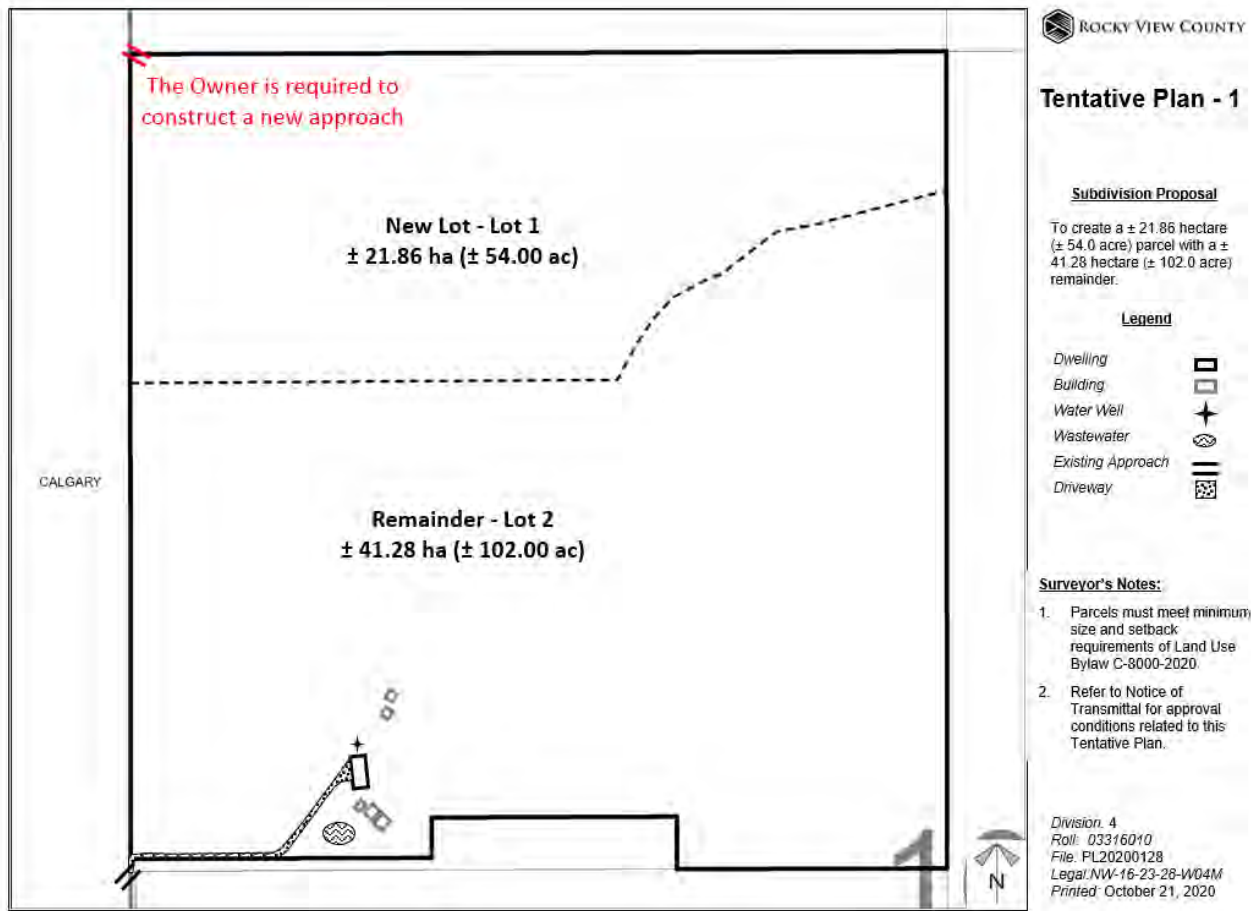 ROCKY VIEW COUNTY
Tentative Plan - 1
The Owner is required to
construct a new approach
New Lot - Lot 1
± 21.86 ha (± 54.00 ac)
CALGARY
Remainder - Lot 2
± 41.28 ha (± 102.00 ac)
1
N
Subdivision Proposal
To create a ± 21.86 hectare
(± 54.0 acre) parcel with a ±
41.28 hectare (± 102.0 acre)
remainder.
Legend
Dwelling
Building
Water Well
Wastewater
Existing Approach
Driveway
Surveyor's Notes:
1. Parcels must meet minimum
size and setback
requirements of Land Use
Bylaw C-8000-2020
2. Refer to Notice of
Transmittal for approval
conditions related to this
Tentative Plan.
Division: 4
Roll: 03316010
File: PL20200128
Legal:NW-16-23-28-W04M
Printed: October 21, 2020